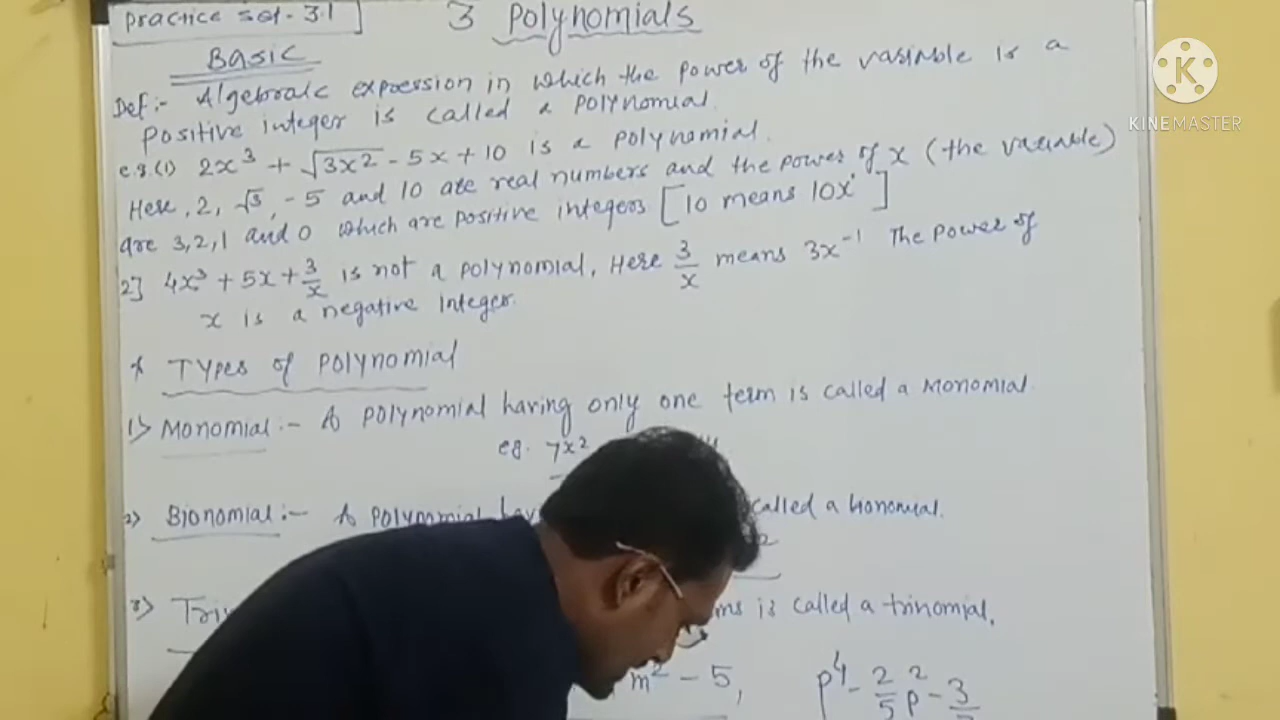 Practice set - 3.1
3 Polynomials
Basic
KINEMASTER
Def:- Algebraic expression in which the power of the variable is a
positive integer is called a polynomial.
e.g.(1) 2x³ + √3x2 - 5x + 10 is a polynomial.
Here, 2, √3, -5 and 10 are real numbers and the power of x (the variable)
are 3, 2, 1 and 0 which are positive integers [10 means 10x°]
2] 4x³ + 5x + 3/x is not a polynomial, Here 3/x means 3x⁻¹ The power of
x is a negative integer.
* Types of polynomial
1) Monomial:- A polynomial having only one term is called a Monomial.
eg. 7x²
2) Bionomial:- A polynomial called a
3) is called a trinomial.
m² - 5, p⁴ - 2/5 p² - 3